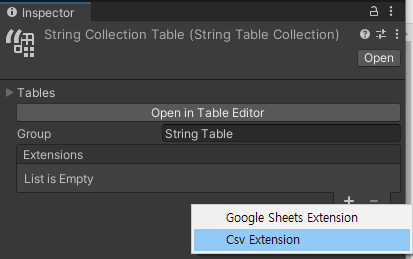 Inspector
String Collection Table (String Table Collection)
Open
Tables
Open in Table Editor
Group String Table
Extensions
List is Empty
Google Sheets Extension
Csv Extension